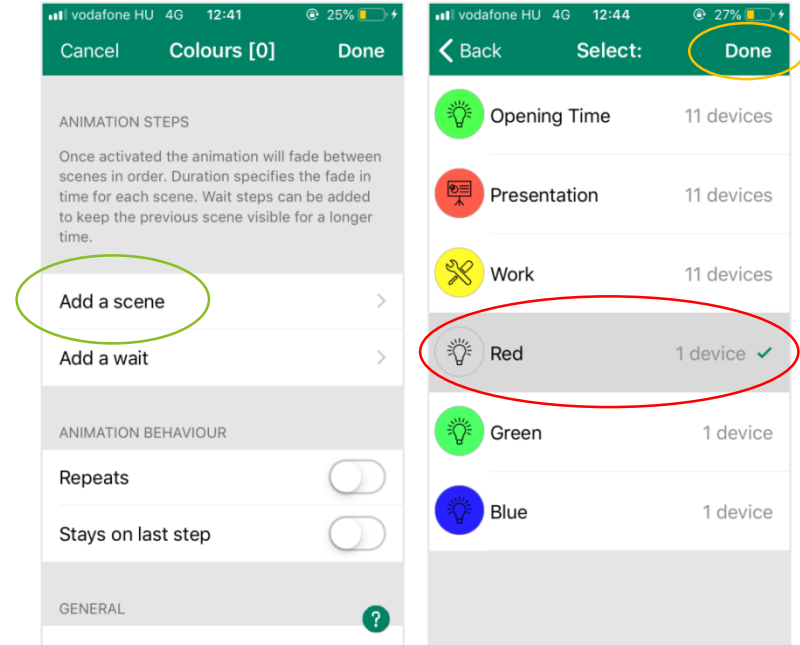 vodafone HU 4G 12:41 25%
Cancel Colours [0] Done
ANIMATION STEPS
Once activated the animation will fade between
scenes in order. Duration specifies the fade in
time for each scene. Wait steps can be added
to keep the previous scene visible for a longer
time.
Add a scene
Add a wait
ANIMATION BEHAVIOUR
Repeats
Stays on last step
GENERAL
?
vodafone HU 4G 12:44 27%
Back Select: Done
Opening Time 11 devices
Presentation 11 devices
Work 11 devices
Red 1 device
Green 1 device
Blue 1 device